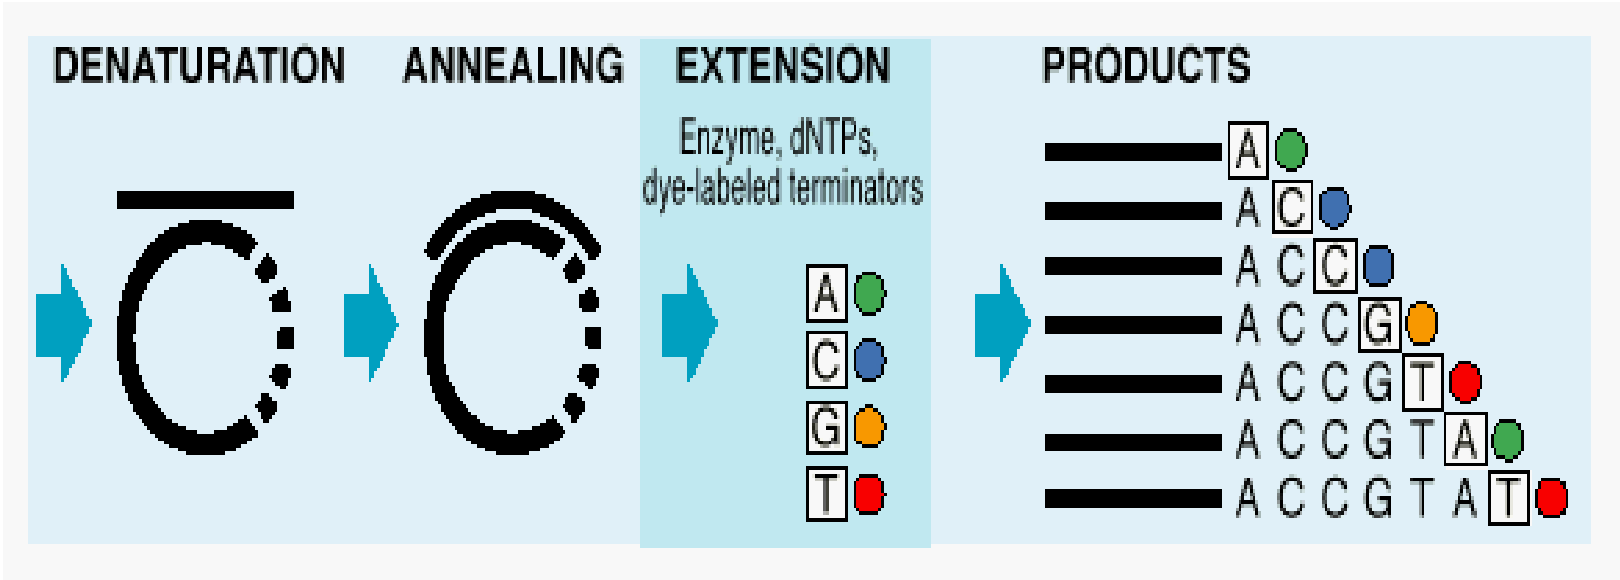 DENATURATION
ANNEALING
EXTENSION
Enzyme, dNTPs,
dye-labeled terminators
A
C
G
T
PRODUCTS
A
A C
A C C
A C C G
A C C G T
A C C G T A
A C C G T A T